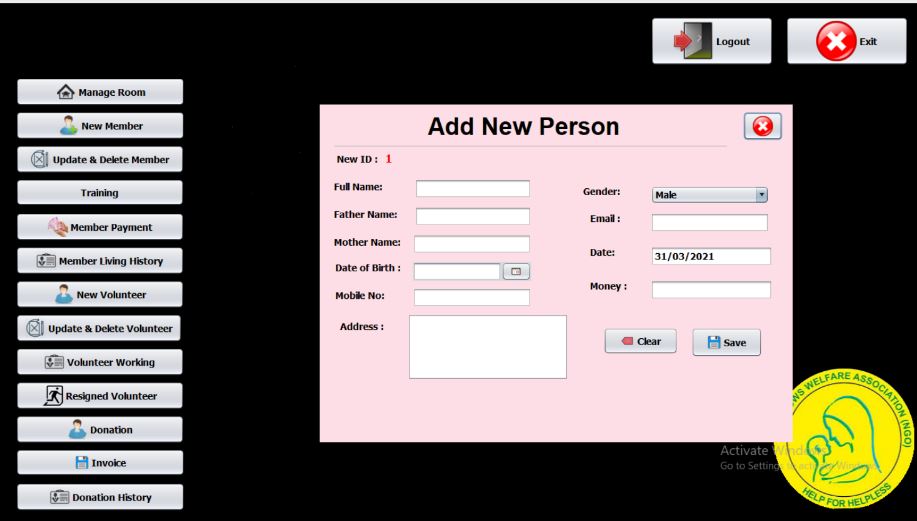 Logout
Exit
Manage Room
New Member
Update & Delete Member
Training
Member Payment
Member Living History
New Volunteer
Update & Delete Volunteer
Volunteer Working
Resigned Volunteer
Donation
Invoice
Donation History
Add New Person
New ID : 1
Full Name:
Father Name:
Mother Name:
Date of Birth :
Mobile No:
Address :
Gender: Male
Email :
Date: 31/03/2021
Money :
Clear
Save
WELFARE ASSOCIATION (NGO)
HELP FOR HELPLESS
Activate Windows
Go to Settings to activate Windows.